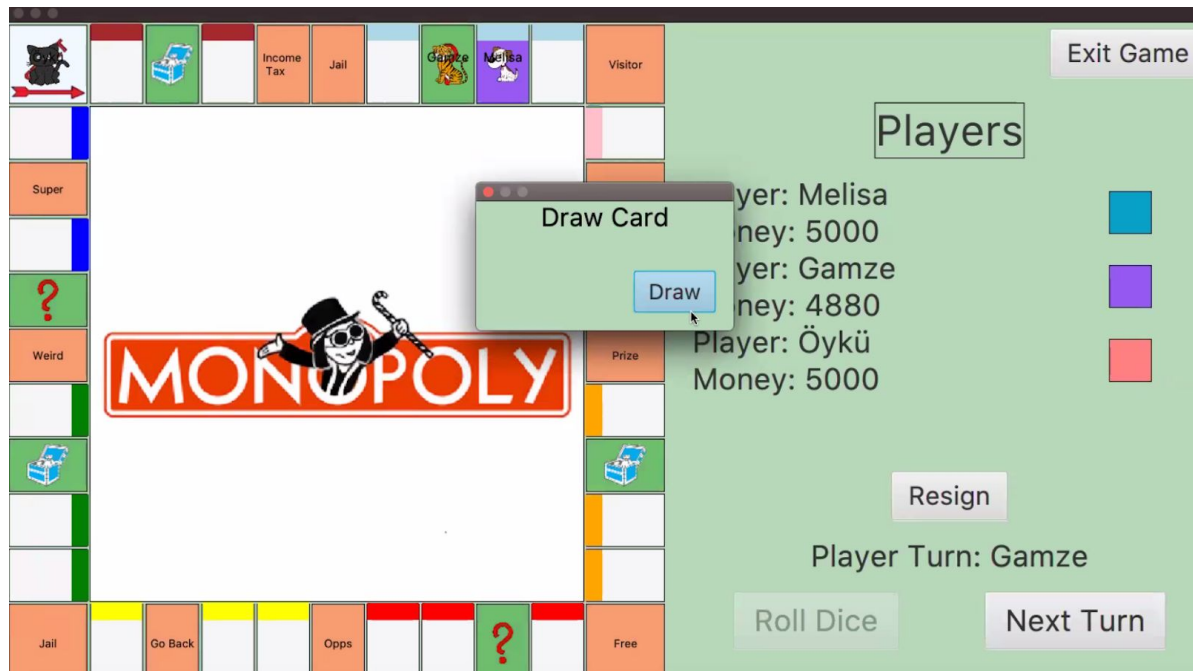 Exit Game
Income
Tax
Jail
Gamze
Melisa
Visitor
Players
Super
Draw Card
Draw
yer: Melisa
ney: 5000
yer: Gamze
ney: 4880
Player: Öykü
Money: 5000
?
Weird
MONOPOLY
Prize
Resign
Player Turn: Gamze
Roll Dice
Next Turn
Jail
Go Back
Opps
?
Free